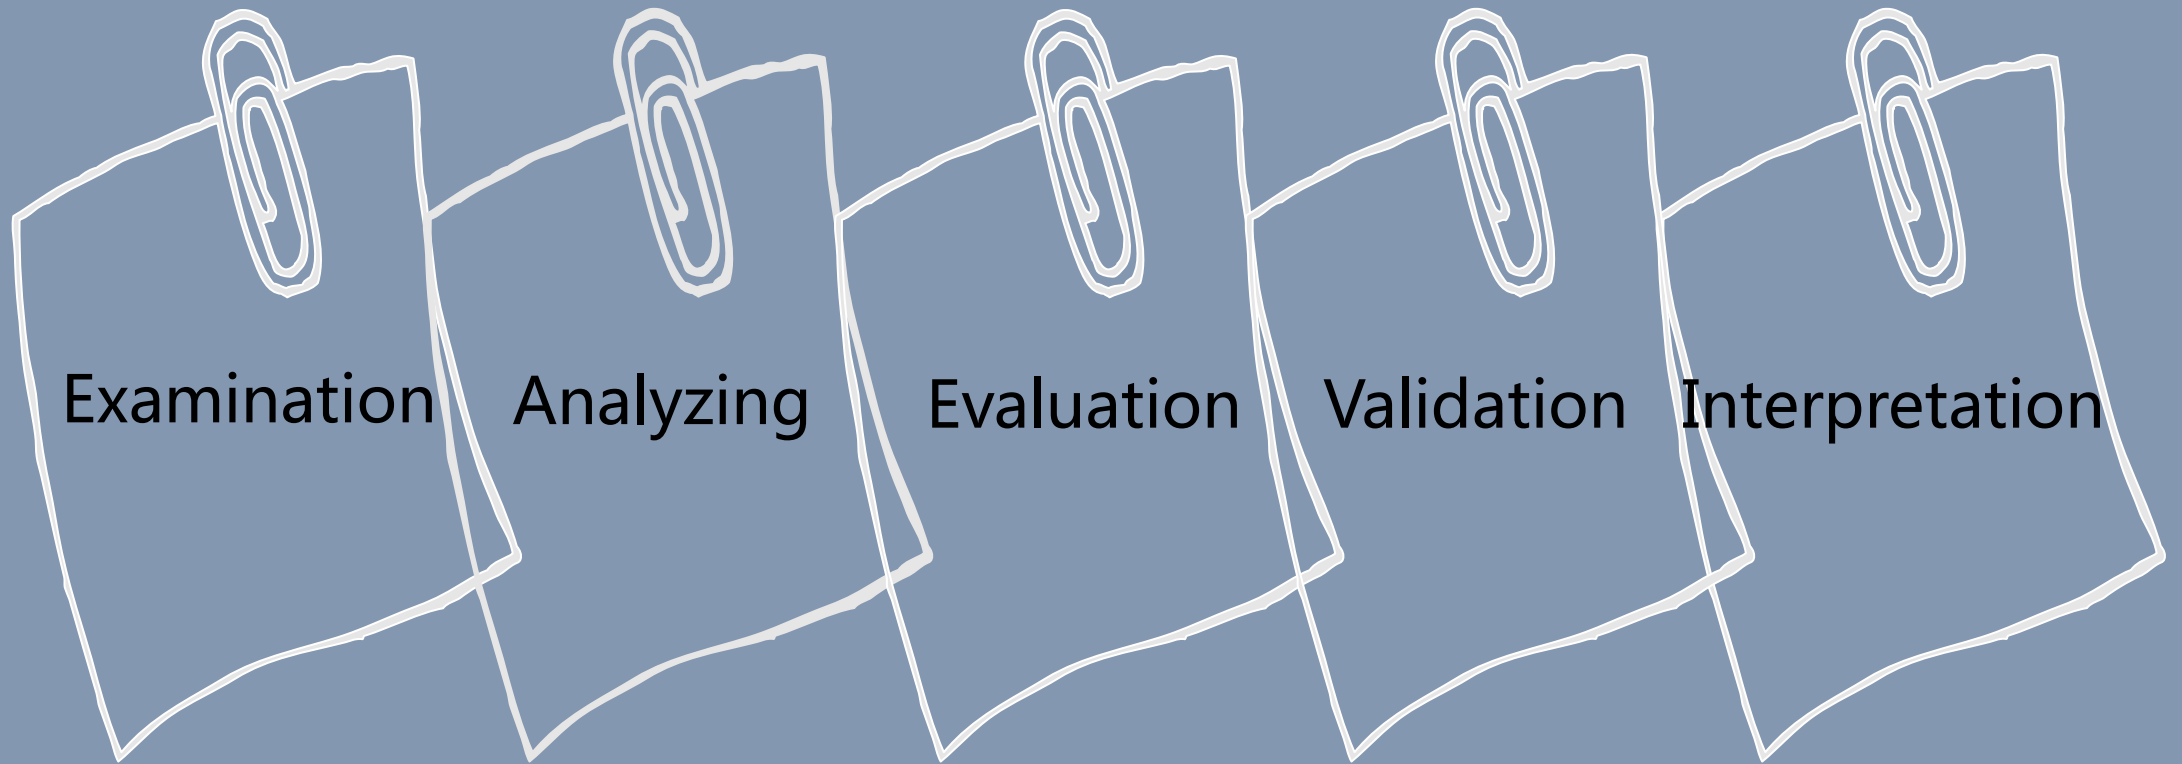 Examination
Analyzing
Evaluation
Validation
Interpretation